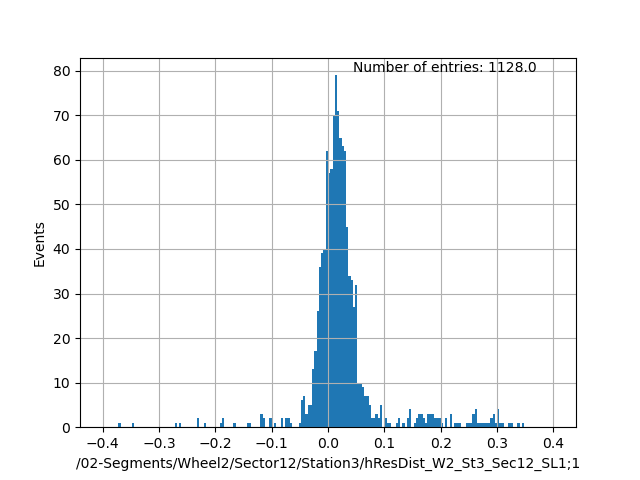 Number of entries: 1128.0
80
70
60
50
40
30
20
10
0
Events
−0.4 −0.3 −0.2 −0.1 0.0 0.1 0.2 0.3 0.4
/02-Segments/Wheel2/Sector12/Station3/hResDist_W2_St3_Sec12_SL1;1